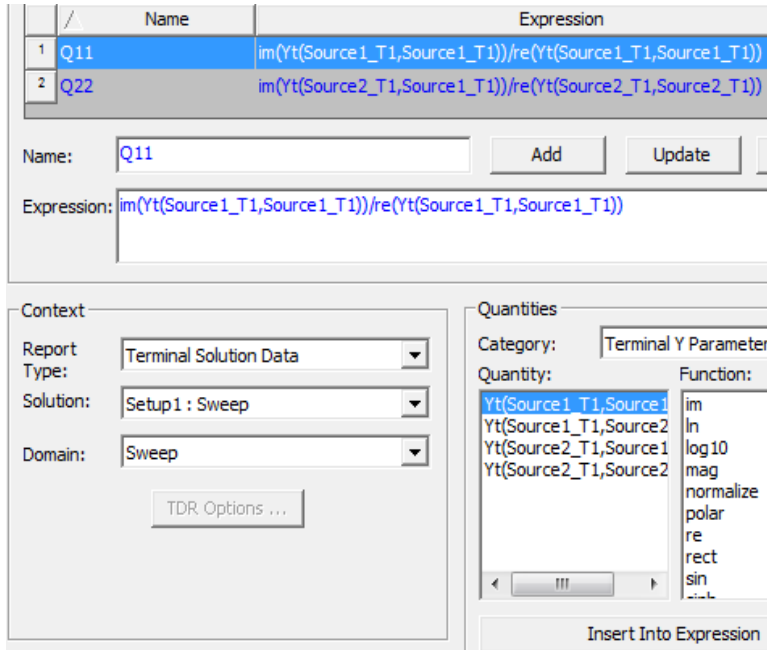 Name Expression
1 Q11 im(Yt(Source1_T1,Source1_T1))/re(Yt(Source1_T1,Source1_T1))
2 Q22 im(Yt(Source2_T1,Source1_T1))/re(Yt(Source2_T1,Source2_T1))
Name: Q11 Add Update
Expression: im(Yt(Source1_T1,Source1_T1))/re(Yt(Source1_T1,Source1_T1))
Context
Report Type: Terminal Solution Data
Solution: Setup1 : Sweep
Domain: Sweep
TDR Options ...
Quantities
Category: Terminal Y Parameter
Quantity: Function:
Yt(Source1_T1,Source1 im
Yt(Source1_T1,Source2 ln
Yt(Source2_T1,Source1 log10
Yt(Source2_T1,Source2 mag
normalize
polar
re
rect
sin
Insert Into Expression